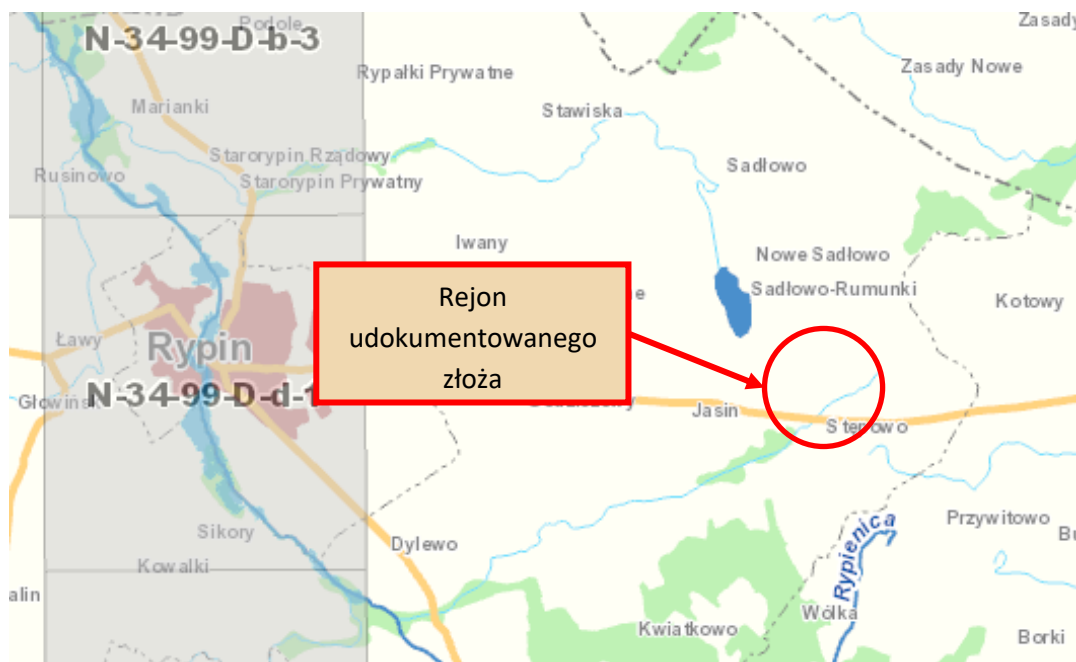 Podole
Zasady
N-34-99-D-b-3
Zasady Nowe
Rypałki Prywatne
Marianki
Stawiska
Starorypin Rządowy
Sadłowo
Rusinowo
Starorypin Prywatny
Iwany
Nowe Sadłowo
Sadłowo-Rumunki
Kotowy
Rejon
udokumentowanego
złoża
Ławy
Rypin
N-34-99-D-d-1
Głowińsk
Jasin
Stępowo
Przywitowo
Sikory
Dylewo
Rypienica
Kowalki
Wólka
Kwiatkowo
Borki